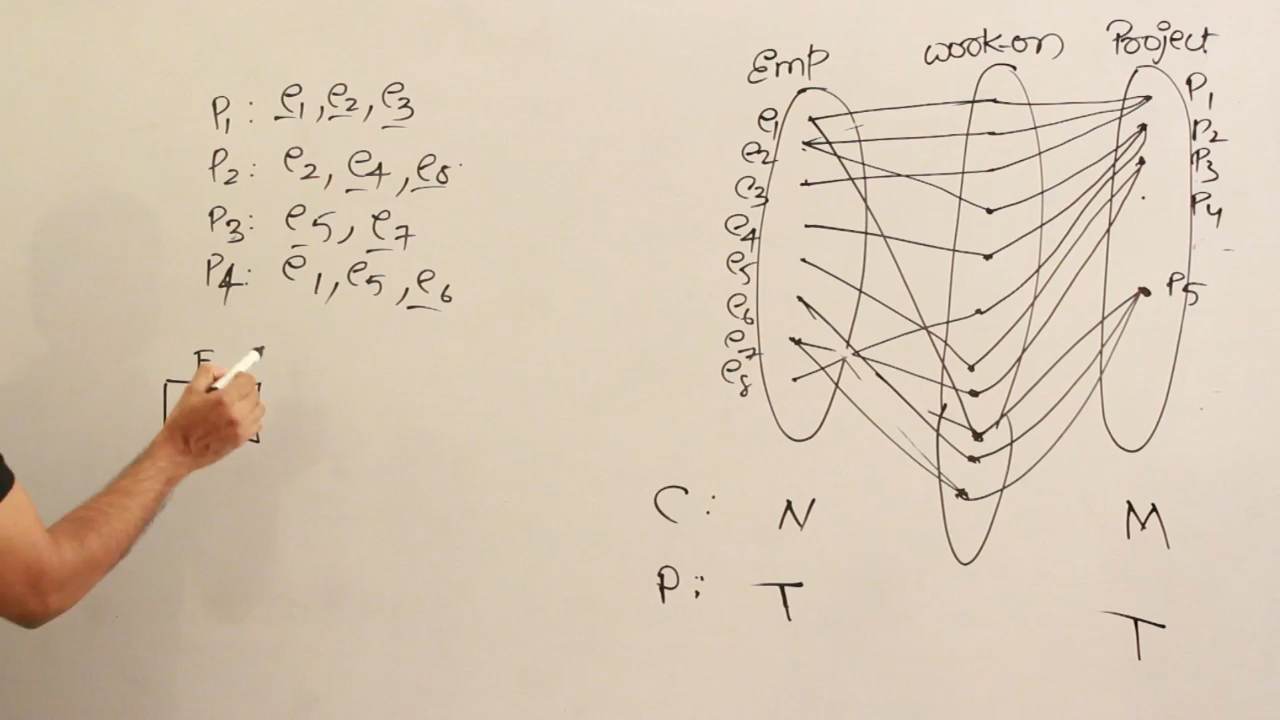 P1 : e1, e2, e3
P2 : e2, e4, e8
P3 : e5, e7
P4 : e1, e5, e6
E
Emp work-on Project
e1
e2
e3
e4
e5
e6
e7
e8
P1
P2
P3
P4
P5
C : N M
P : T T